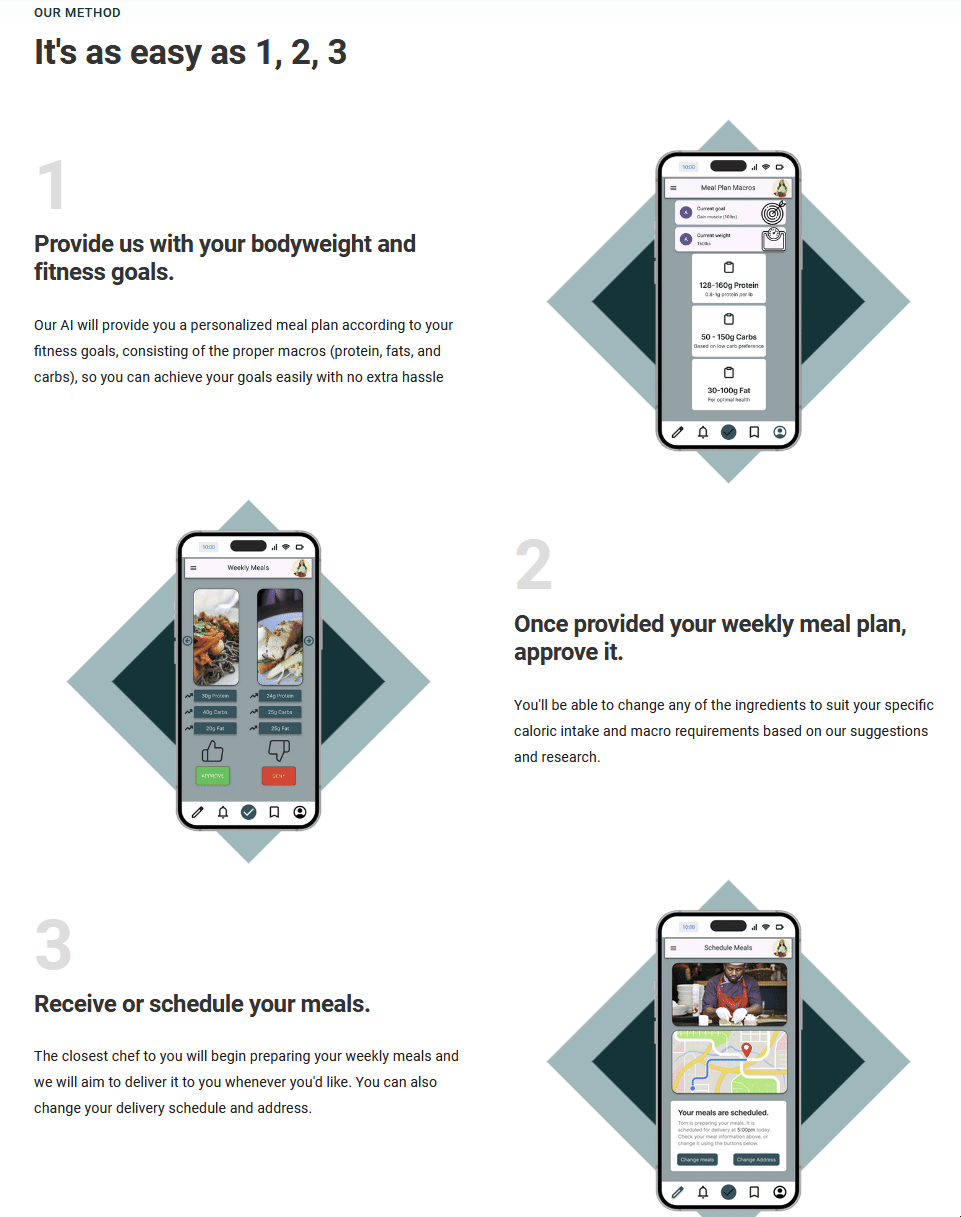 OUR METHOD
It's as easy as 1, 2, 3
1
Provide us with your bodyweight and
fitness goals.
Our AI will provide you a personalized meal plan according to your
fitness goals, consisting of the proper macros (protein, fats, and
carbs), so you can achieve your goals easily with no extra hassle
10:00
Meal Plan Macros
A
Current goal
Gain muscle (10lbs)
A
Current weight
160lbs
128-160g Protein
0.8-1g protein per lb
50 - 150g Carbs
Based on low carb preference
30-100g Fat
For optimal health
10:00
Weekly Meals
30g Protein
24g Protein
40g Carbs
25g Carbs
20g Fat
25g Fat
APPROVE
DENY
2
Once provided your weekly meal plan,
approve it.
You'll be able to change any of the ingredients to suit your specific
caloric intake and macro requirements based on our suggestions
and research.
3
Receive or schedule your meals.
The closest chef to you will begin preparing your weekly meals and
we will aim to deliver it to you whenever you'd like. You can also
change your delivery schedule and address.
10:00
Schedule Meals
Your meals are scheduled.
Tom is preparing your meals. It is
scheduled for delivery at 5:00pm today.
Check your meal information above, or
change it using the buttons below.
Change meals
Change Address